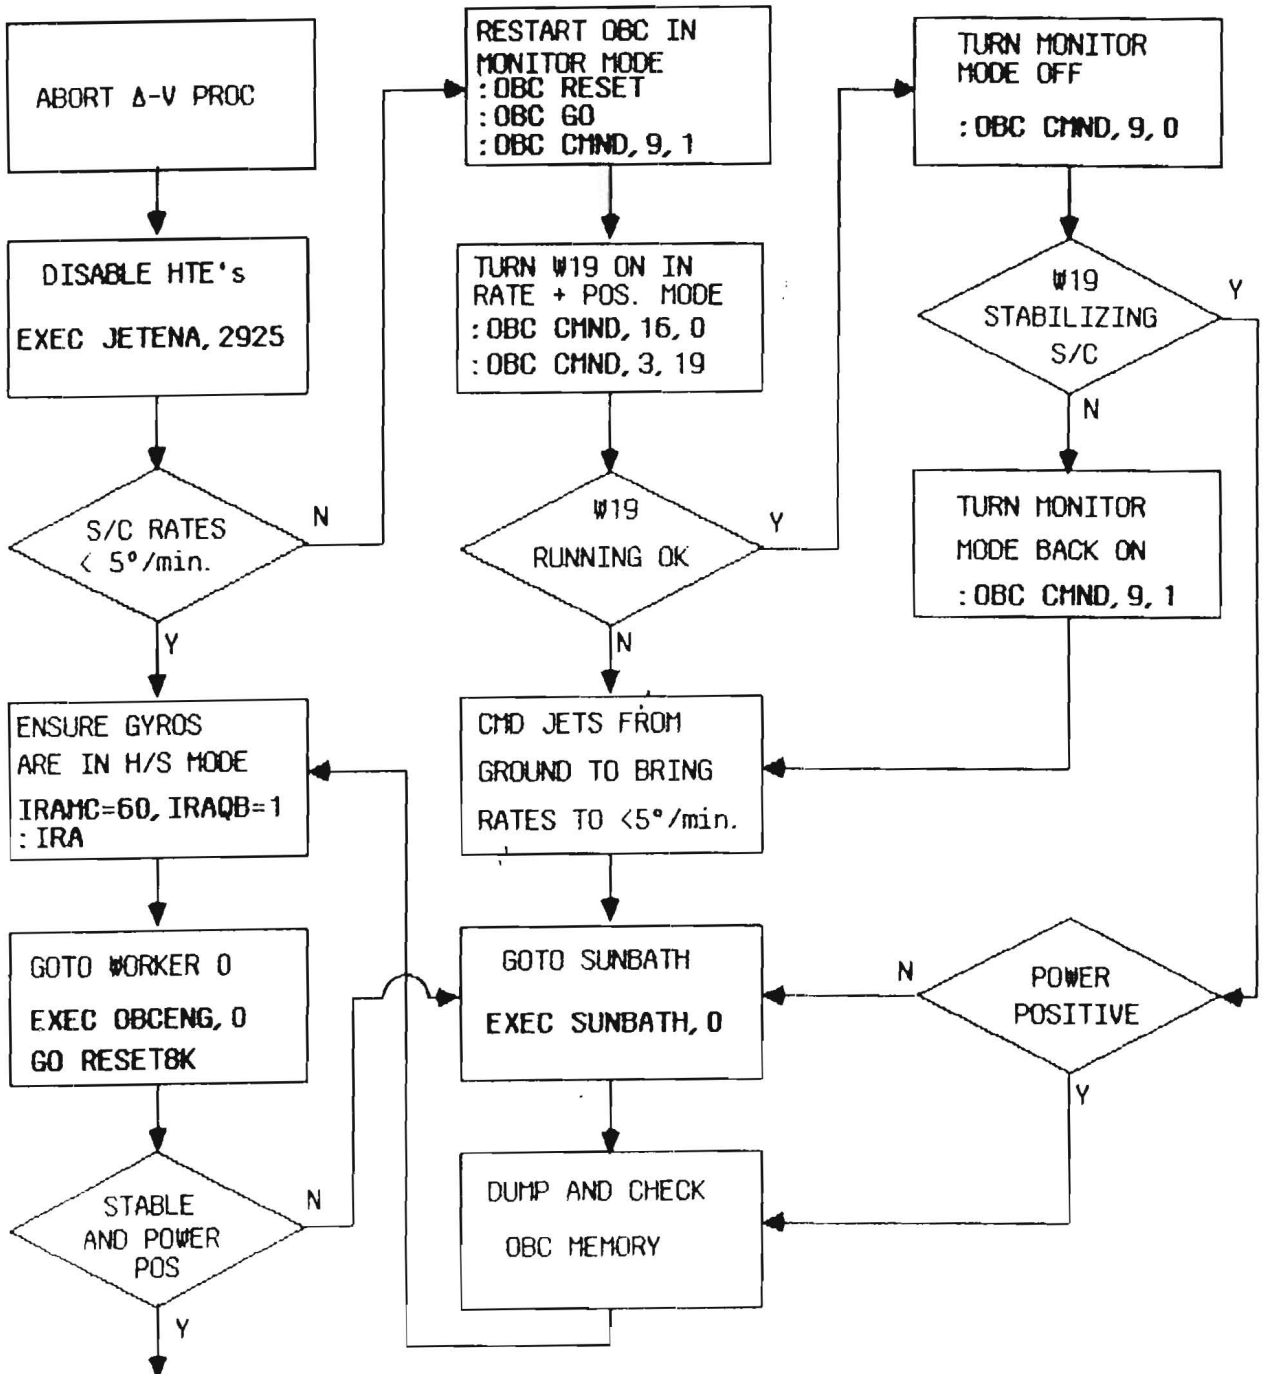 ABORT Δ-V PROC
DISABLE HTE's
EXEC JETENA, 2925
S/C RATES
< 5°/min.
N
Y
ENSURE GYROS
ARE IN H/S MODE
IRAMC=60, IRAQB=1
:IRA
GOTO WORKER 0
EXEC OBCENG, 0
GO RESET8K
STABLE
AND POWER
POS
N
Y
RESTART OBC IN
MONITOR MODE
:OBC RESET
:OBC GO
:OBC CMND, 9, 1
TURN W19 ON IN
RATE + POS. MODE
:OBC CMND, 16, 0
:OBC CMND, 3, 19
W19
RUNNING OK
Y
N
CMD JETS FROM
GROUND TO BRING
RATES TO <5°/min.
GOTO SUNBATH
EXEC SUNBATH, 0
DUMP AND CHECK
OBC MEMORY
TURN MONITOR
MODE OFF
:OBC CMND, 9, 0
W19
STABILIZING
S/C
Y
N
TURN MONITOR
MODE BACK ON
:OBC CMND, 9, 1
POWER
POSITIVE
N
Y